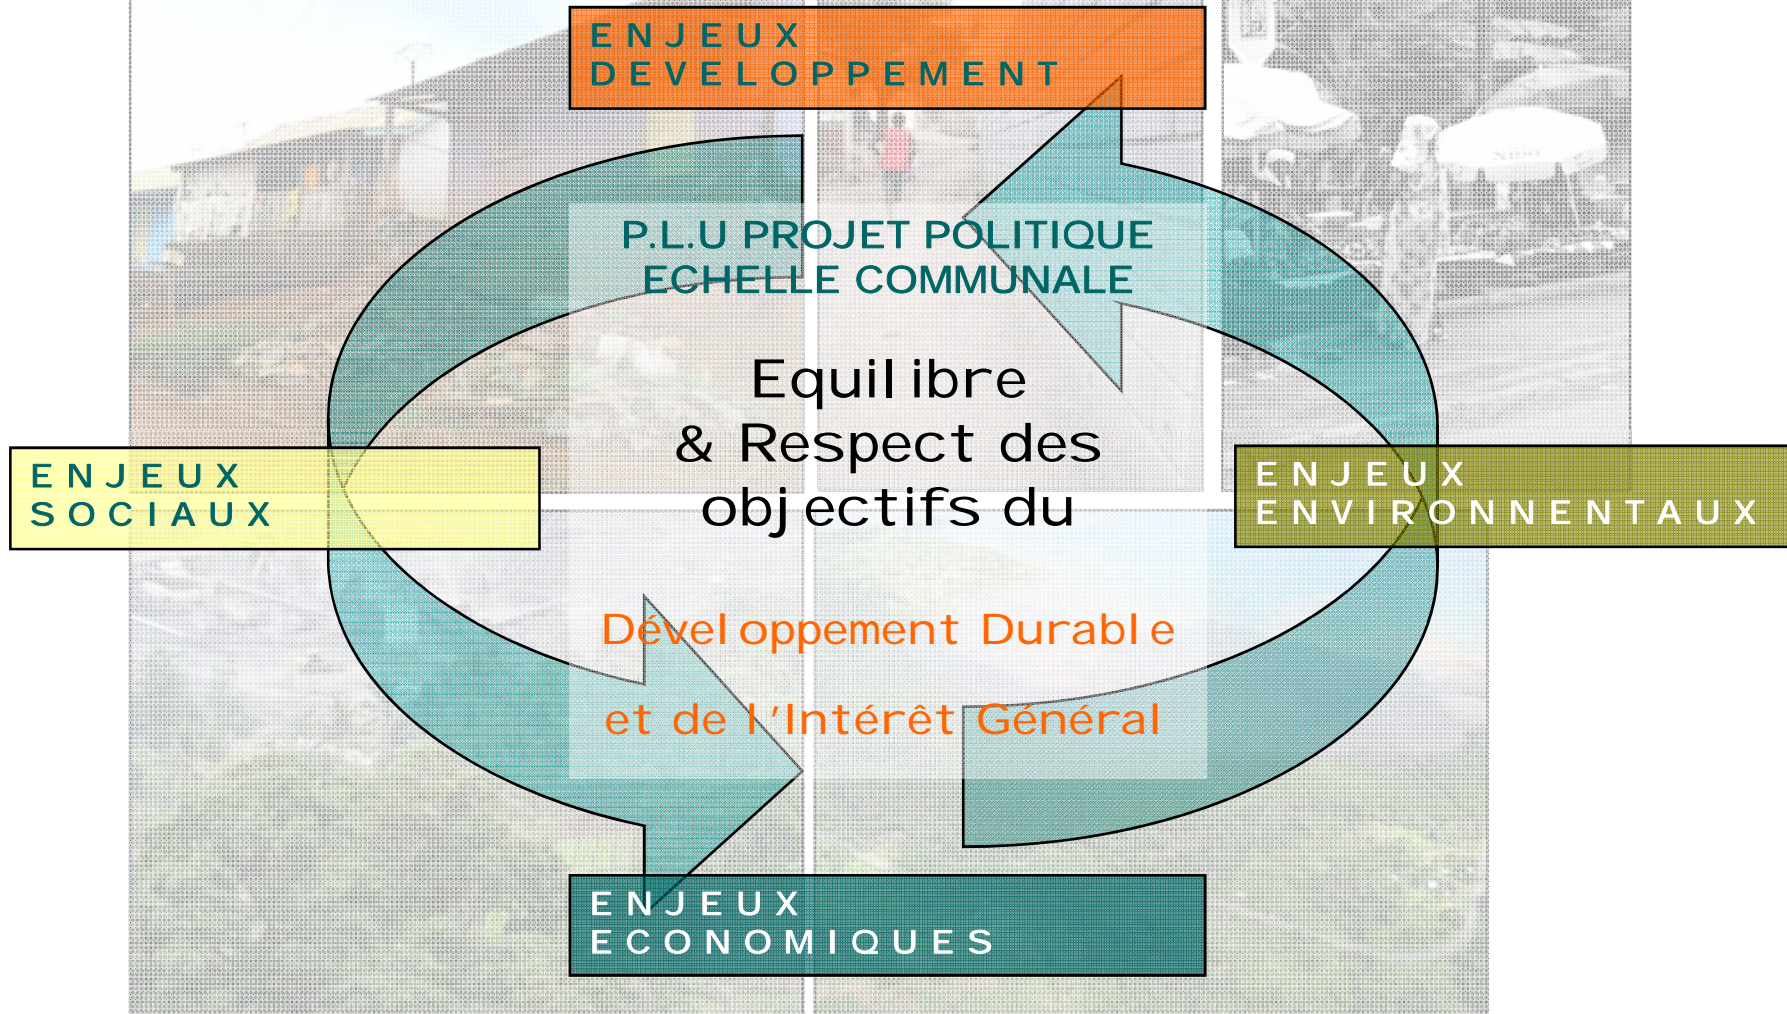 ENJEUX
DEVELOPPEMENT
NIDO
P.L.U PROJET POLITIQUE
ECHELLE COMMUNALE
Equilibre
& Respect des
objectifs du
ENJEUX
SOCIAUX
ENJEUX
ENVIRONNENTAUX
Développement Durable
et de l'Intérêt Général
ENJEUX
ECONOMIQUES